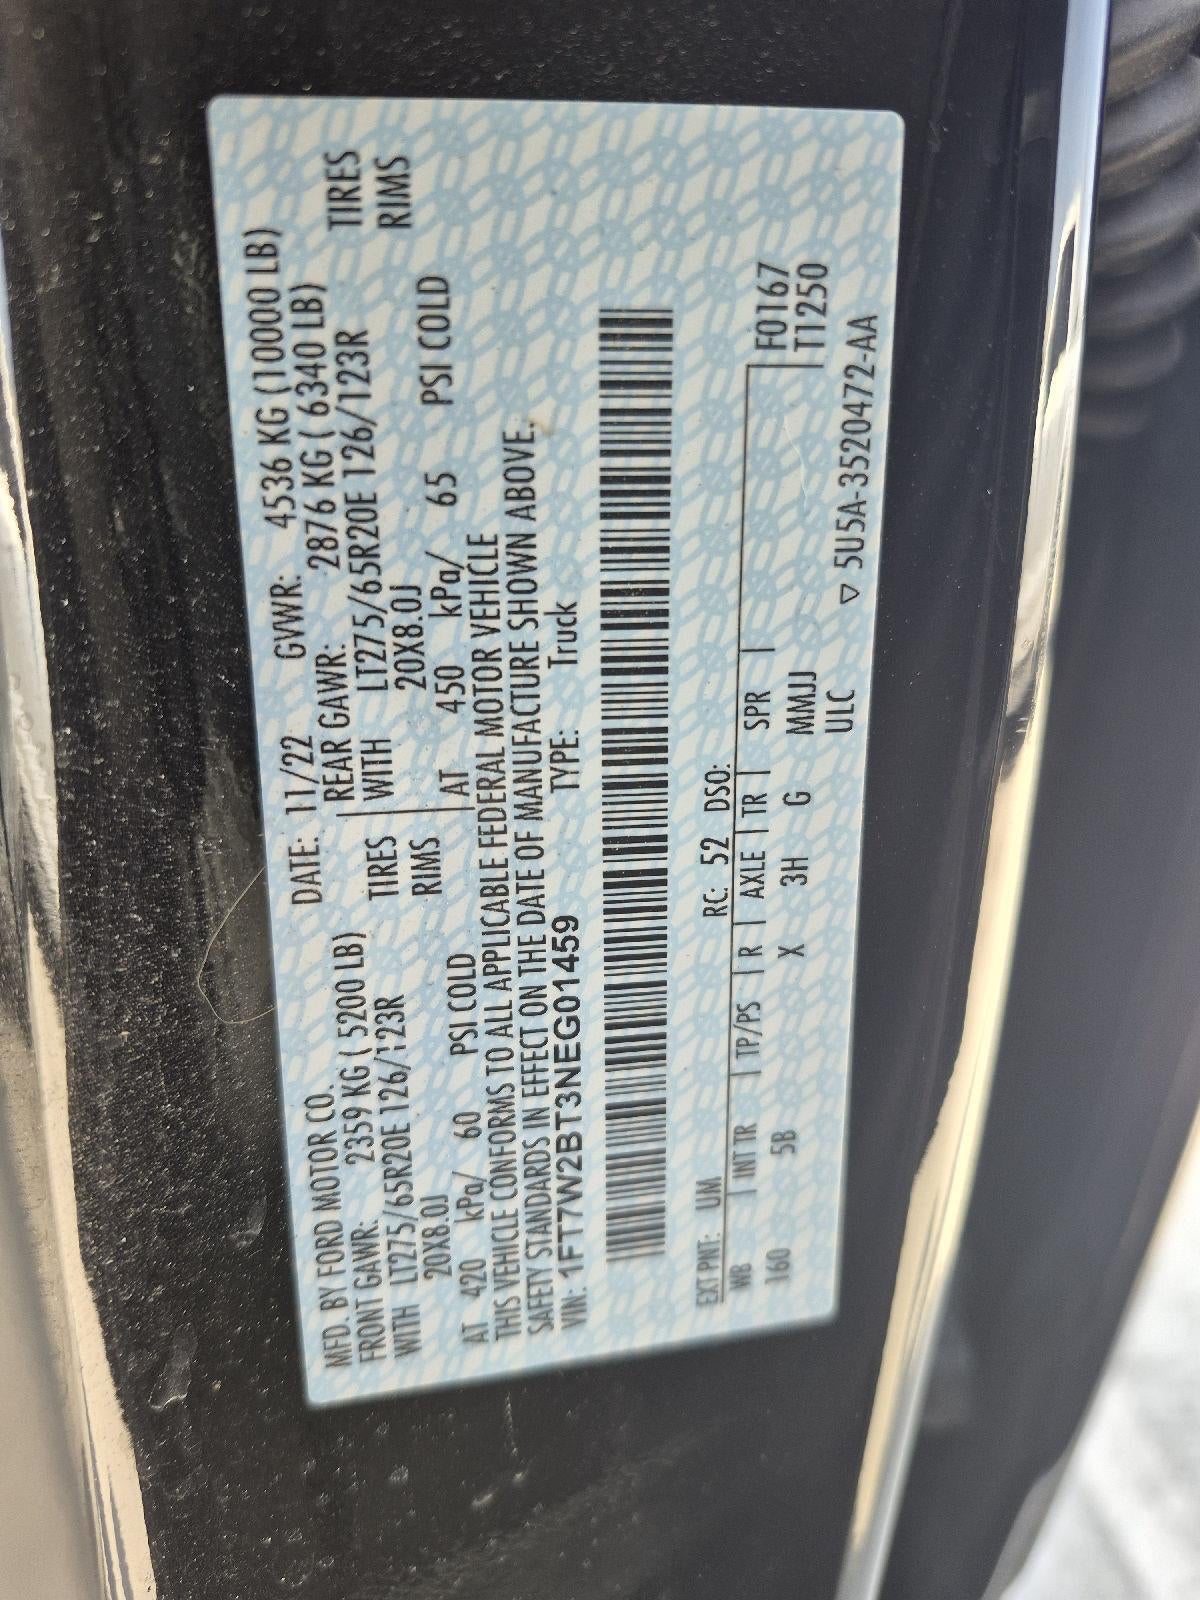 MFD. BY FORD MOTOR CO. DATE: 11/22 GVWR: 4536 KG (10000 LB)
FRONT GAWR: 2359 KG ( 5200 LB) REAR GAWR: 2876 KG ( 6340 LB)
WITH LT275/65R20E 126/123R TIRES WITH LT275/65R20E 126/123R TIRES
20X8.0J RIMS 20X8.0J RIMS
AT 420 kPa/ 60 PSI COLD AT 450 kPa/ 65 PSI COLD
THIS VEHICLE CONFORMS TO ALL APPLICABLE FEDERAL MOTOR VEHICLE
SAFETY STANDARDS IN EFFECT ON THE DATE OF MANUFACTURE SHOWN ABOVE.
VIN: 1FT7W2BT3NEG01459 TYPE: Truck
EXT PNT: UM RC: 52 DSO:
WB INT TR TP/PS R AXLE TR SPR F0167
160 5B X 3H G MMJJ T1250
ULC
▽ 5U5A-3520472-AA